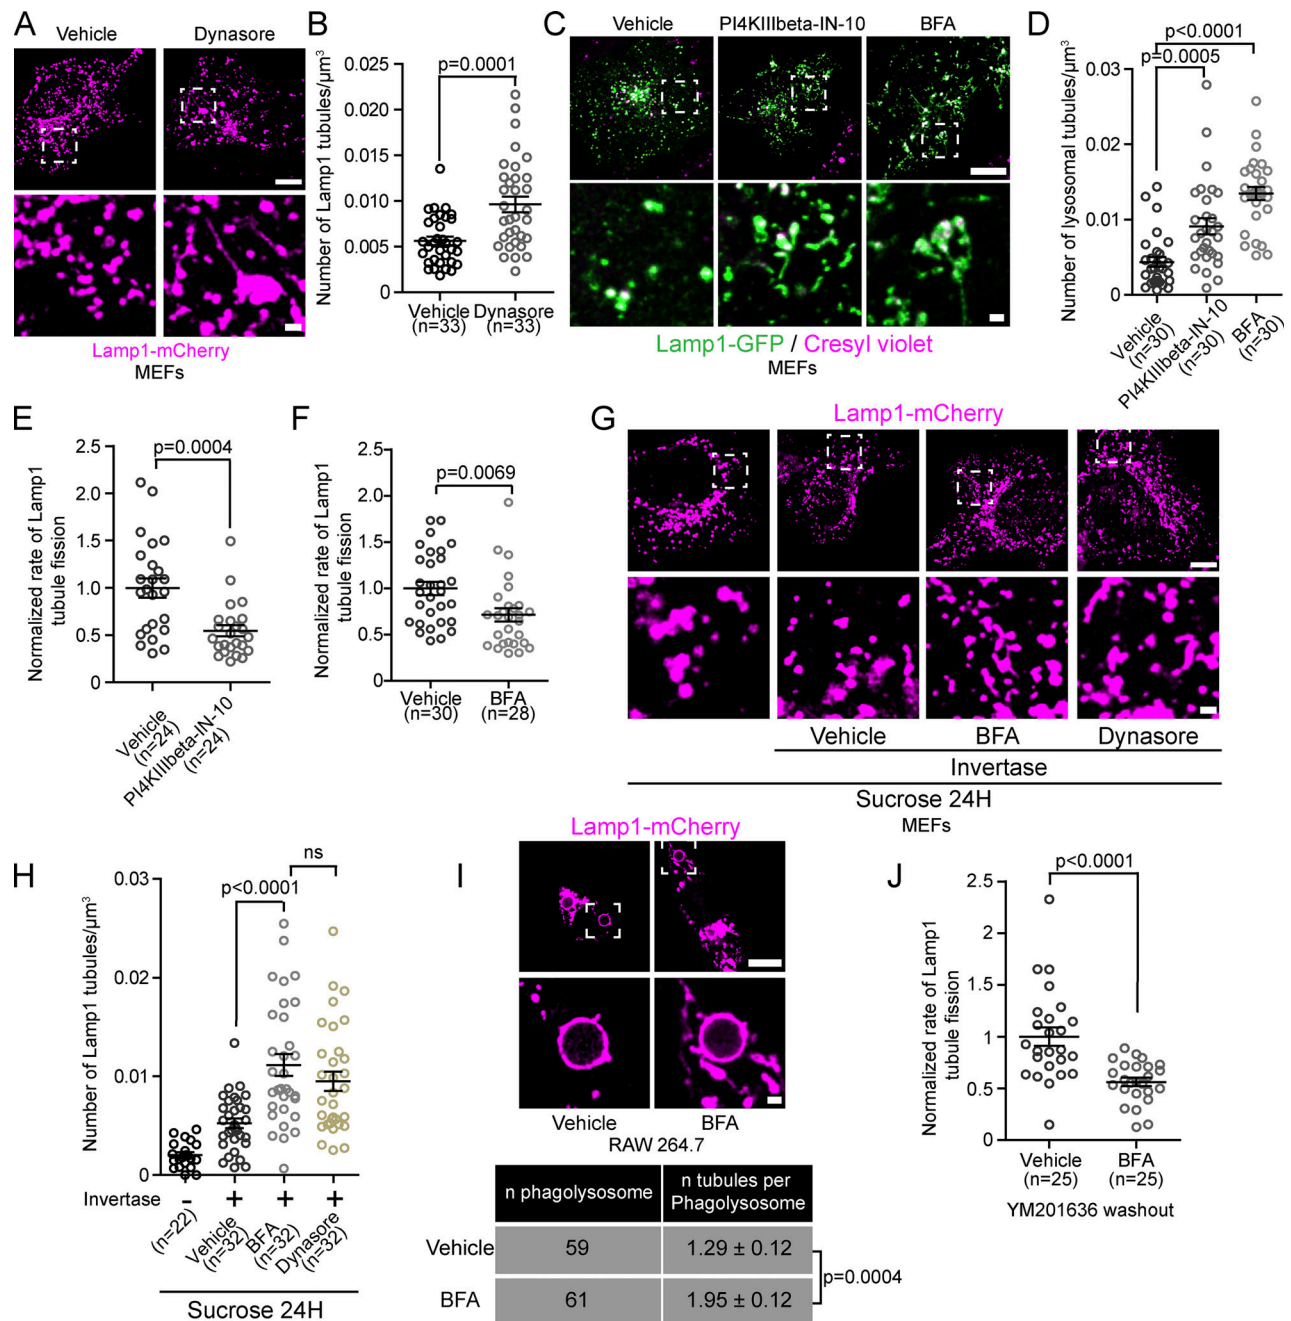 A
Vehicle
Dynasore
Lamp1-mCherry
MEFs
B
Number of Lamp1 tubules/µm³
0.025
0.020
0.015
0.010
0.005
0.000
p=0.0001
Vehicle
(n=33)
Dynasore
(n=33)
C
Vehicle
PI4KIIIbeta-IN-10
BFA
Lamp1-GFP / Cresyl violet
MEFs
D
Number of lysosomal tubules/µm³
0.03
0.02
0.01
0
p<0.0001
p=0.0005
Vehicle
(n=30)
PI4KIIIbeta-IN-10
(n=30)
BFA
(n=30)
E
Normalized rate of Lamp1
tubule fission
2.5
2.0
1.5
1.0
0.5
0
p=0.0004
Vehicle
(n=24)
PI4KIIIbeta-IN-10
(n=24)
F
Normalized rate of Lamp1
tubule fission
2.5
2.0
1.5
1.0
0.5
0
p=0.0069
Vehicle
(n=30)
BFA
(n=28)
G
Lamp1-mCherry
Vehicle
BFA
Dynasore
Invertase
Sucrose 24H
MEFs
H
Number of Lamp1 tubules/µm³
0.03
0.02
0.01
0
p<0.0001
ns
Invertase - + + +
(n=22)
Vehicle
(n=32)
BFA
(n=32)
Dynasore
(n=32)
Sucrose 24H
I
Lamp1-mCherry
Vehicle
BFA
RAW 264.7
n phagolysosome
n tubules per
Phagolysosome
Vehicle 59 1.29 ± 0.12
BFA 61 1.95 ± 0.12
p=0.0004
J
Normalized rate of Lamp1
tubule fission
2.5
2
1.5
1
0.5
0
p<0.0001
Vehicle
(n=25)
BFA
(n=25)
YM201636 washout